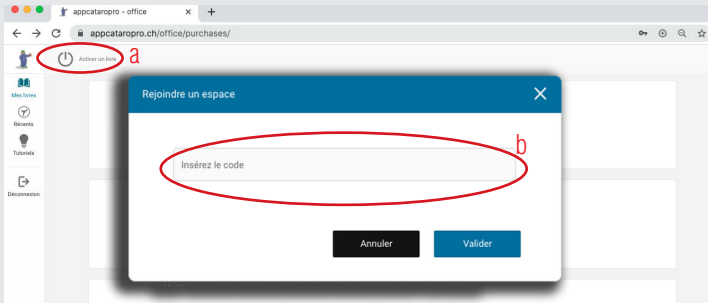 appcataropro - office
appcataropro.ch/office/purchases/
Activer un livre
a
Mes livres
Récents
Tutoriels
Déconnexion
Rejoindre un espace
b
Insérez le code
Annuler
Valider